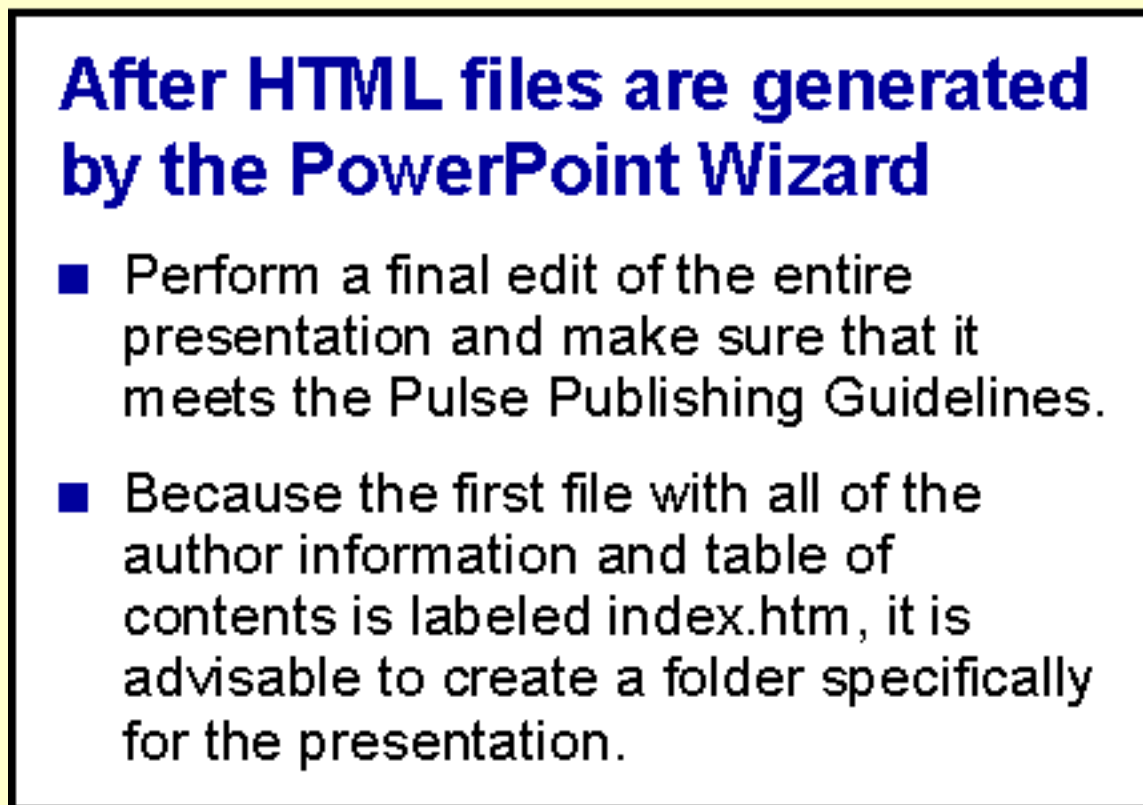 After HTML files are generated
by the PowerPoint Wizard
Perform a final edit of the entire
presentation and make sure that it
meets the Pulse Publishing Guidelines.
Because the first file with all of the
author information and table of
contents is labeled index.htm, it is
advisable to create a folder specifically
for the presentation.